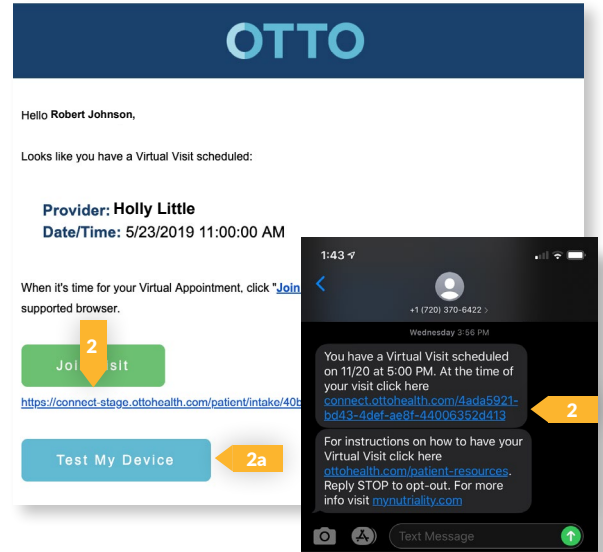 OTTO
Hello Robert Johnson,
Looks like you have a Virtual Visit scheduled:
Provider: Holly Little
Date/Time: 5/23/2019 11:00:00 AM
When it's time for your Virtual Appointment, click "Join
supported browser.
2
Joi sit
https://connect-stage.ottohealth.com/patient/intake/40b
Test My Device
2a
1:43
+1 (720) 370-6422 >
Wednesday 3:56 PM
You have a Virtual Visit scheduled
on 11/20 at 5:00 PM. At the time of
your visit click here
connect.ottohealth.com/4ada5921-
bd43-4def-ae8f-44006352d413
2
For instructions on how to have your
Virtual Visit click here
ottohealth.com/patient-resources.
Reply STOP to opt-out. For more
info visit mynutriality.com
Text Message